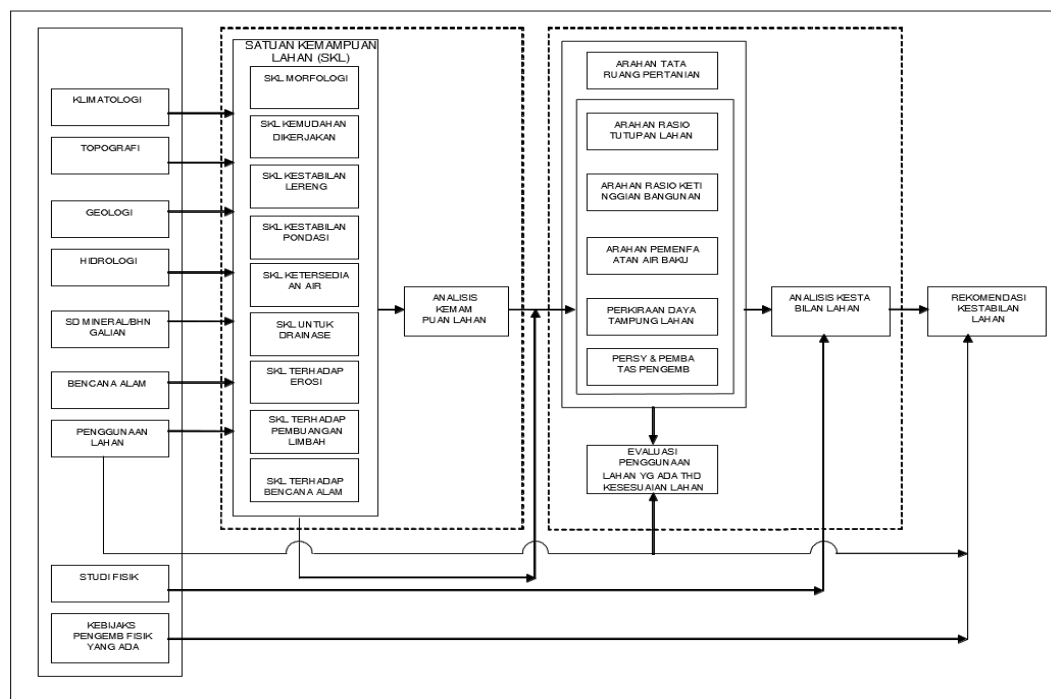 KLIMATOLOGI
TOPOGRAFI
GEOLOGI
HIDROLOGI
SD MINERAL/BHN
GALIAN
BENCANA ALAM
PENGGUNAAN
LAHAN
STUDI FISIK
KEBIJAKS
PENGEMB FISIK
YANG ADA
SATUAN KEMAMPUAN
LAHAN (SKL)
SKL MORFOLOGI
SKL KEMUDAHAN
DIKERJAKAN
SKL KESTABILAN
LERENG
SKL KESTABILAN
PONDASI
SKL KETERSEDIA
AN AIR
SKL UNTUK
DRAINASE
SKL TERHADAP
EROSI
SKL TERHADAP
PEMBUANGAN
LIMBAH
SKL TERHADAP
BENCANA ALAM
ANALISIS
KEMAM
PUAN LAHAN
ARAHAN TATA
RUANG PERTANIAN
ARAHAN RASIO
TUTUPAN LAHAN
ARAHAN RASIO KETI
NGGIAN BANGUNAN
ARAHAN PEMENFA
ATAN AIR BAKU
PERKIRAAN DAYA
TAMPUNG LAHAN
PERSY & PEMBA
TAS PENGEMB
EVALUASI
PENGGUNAAN
LAHAN YG ADA THD
KESESUAIAN LAHAN
ANALISIS KESTA
BILAN LAHAN
REKOMENDASI
KESTABILAN
LAHAN